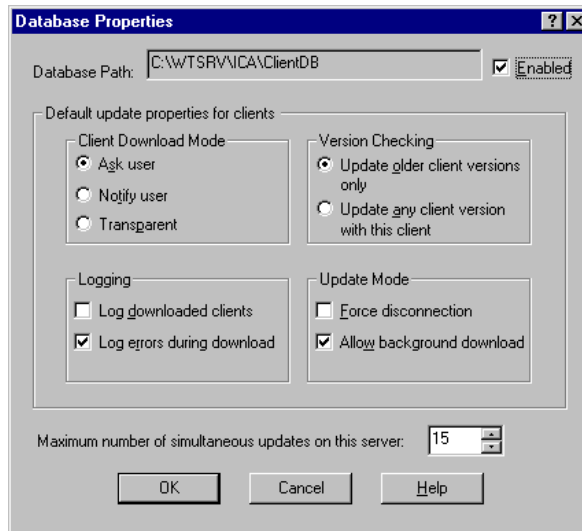 Database Properties
Database Path: C:\WTSRV\ICA\ClientDB Enabled
Default update properties for clients
Client Download Mode
Ask user
Notify user
Transparent
Version Checking
Update older client versions
only
Update any client version
with this client
Logging
Log downloaded clients
Log errors during download
Update Mode
Force disconnection
Allow background download
Maximum number of simultaneous updates on this server: 15
OK Cancel Help